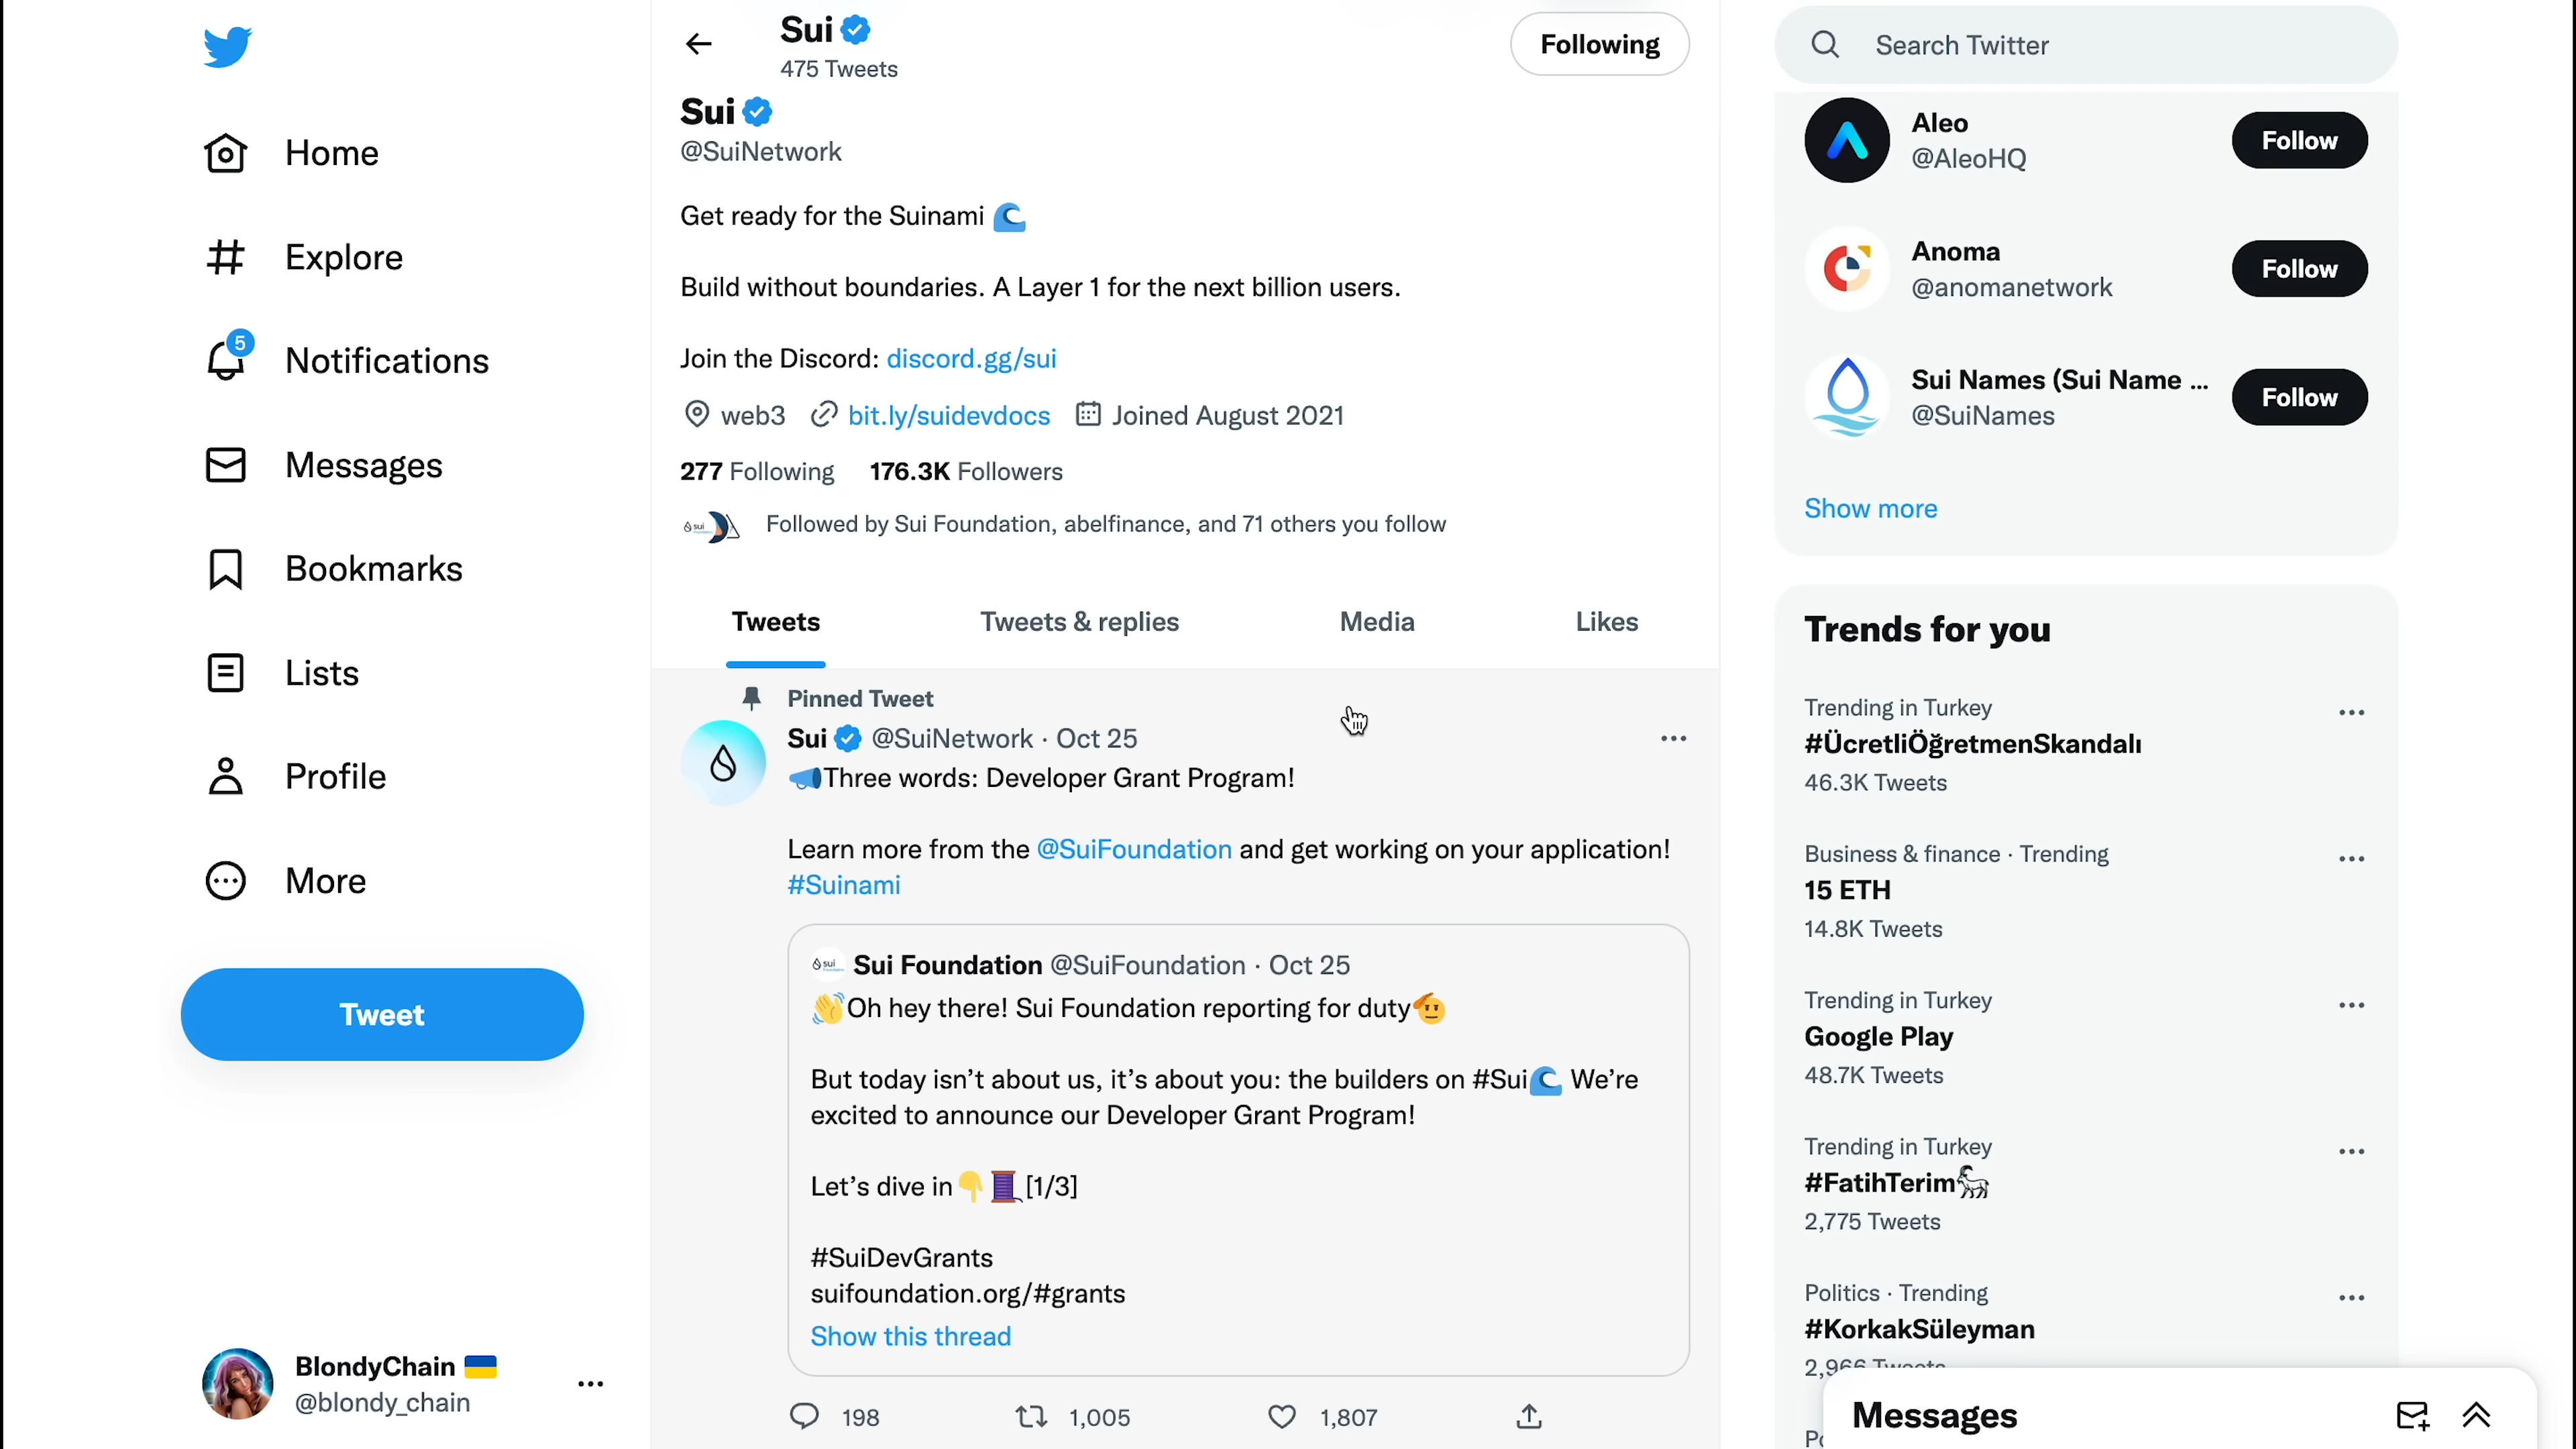 Home
Explore
5
Notifications
Messages
Bookmarks
Lists
Profile
More
Tweet
BlondyChain 🇺🇦
@blondy_chain
Sui
475 Tweets
Following
Sui
@SuiNetwork
Get ready for the Suinami 🌊
Build without boundaries. A Layer 1 for the next billion users.
Join the Discord: discord.gg/sui
web3 bit.ly/suidevdocs Joined August 2021
277 Following 176.3K Followers
Followed by Sui Foundation, abelfinance, and 71 others you follow
Tweets Tweets & replies Media Likes
Pinned Tweet
Sui @SuiNetwork · Oct 25
📣Three words: Developer Grant Program!
Learn more from the @SuiFoundation and get working on your application!
#Suinami
sui Sui Foundation @SuiFoundation · Oct 25
👋Oh hey there! Sui Foundation reporting for duty🫡
But today isn’t about us, it’s about you: the builders on #Sui🌊 We’re
excited to announce our Developer Grant Program!
Let’s dive in👇🧵[1/3]
#SuiDevGrants
suifoundation.org/#grants
Show this thread
198 1,005 1,807
Search Twitter
Aleo
@AleoHQ
Follow
Anoma
@anomanetwork
Follow
Sui Names (Sui Name ...
@SuiNames
Follow
Show more
Trends for you
Trending in Turkey
#ÜcretliÖğretmenSkandalı
46.3K Tweets
Business & finance · Trending
15 ETH
14.8K Tweets
Trending in Turkey
Google Play
48.7K Tweets
Trending in Turkey
#FatihTerim🐐
2,775 Tweets
Politics · Trending
#KorkakSüleyman
2,966 Tweets
Messages